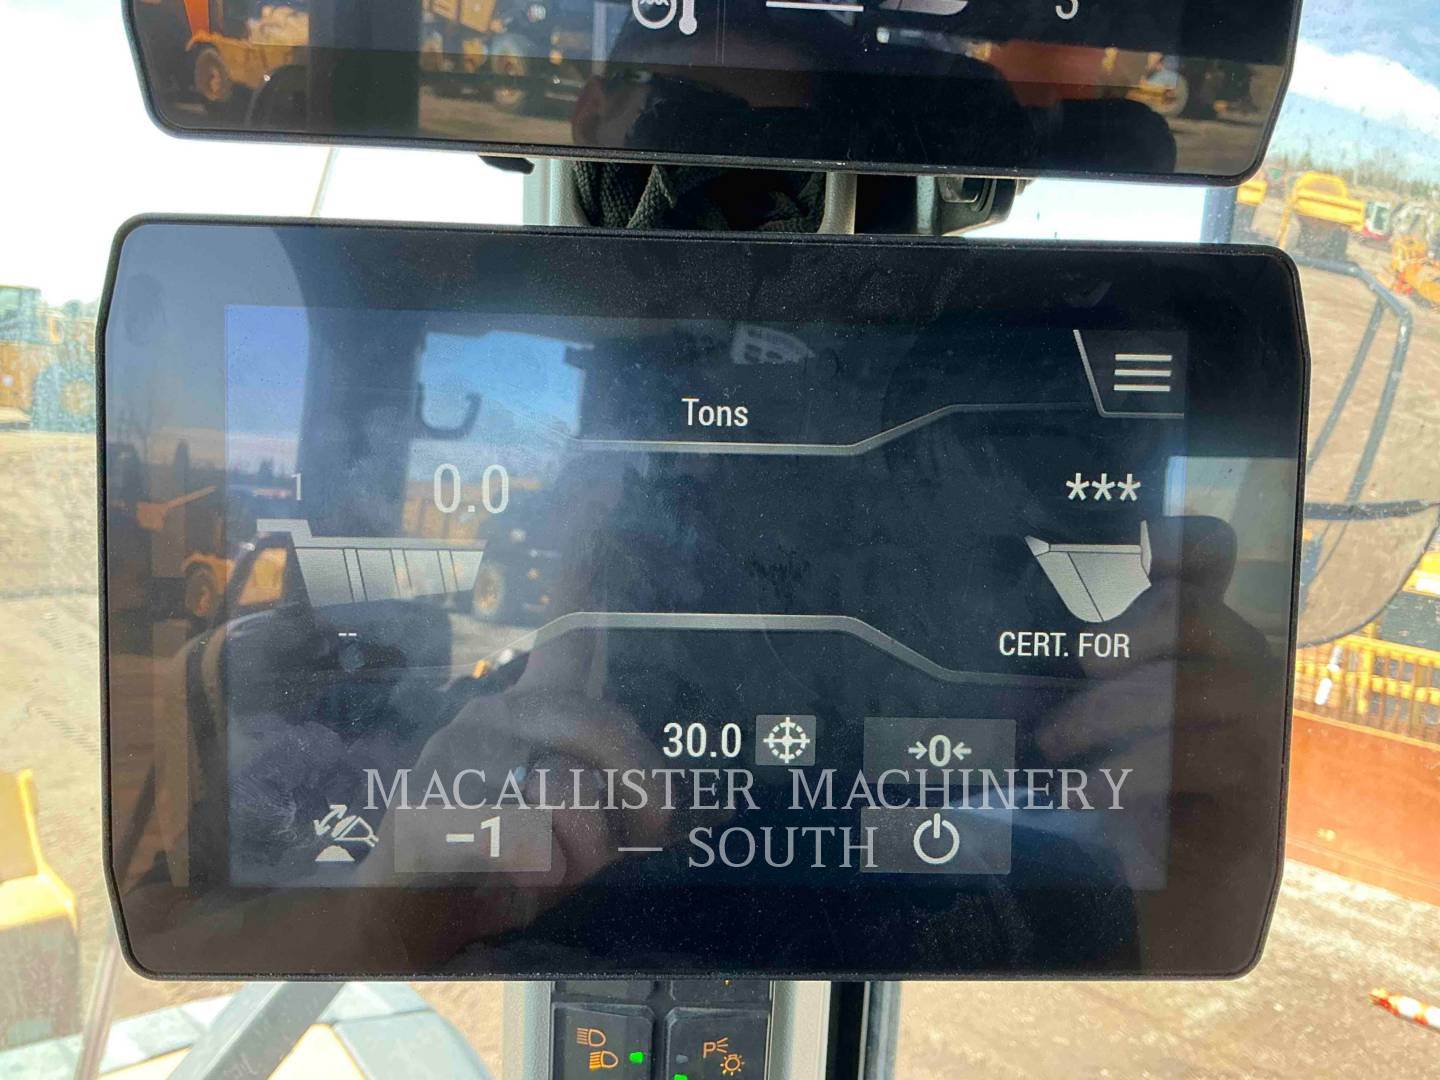 Tons
1 0.0 ***
--
CERT. FOR
30.0 →0←
MACALLISTER MACHINERY
−1
— SOUTH —
P